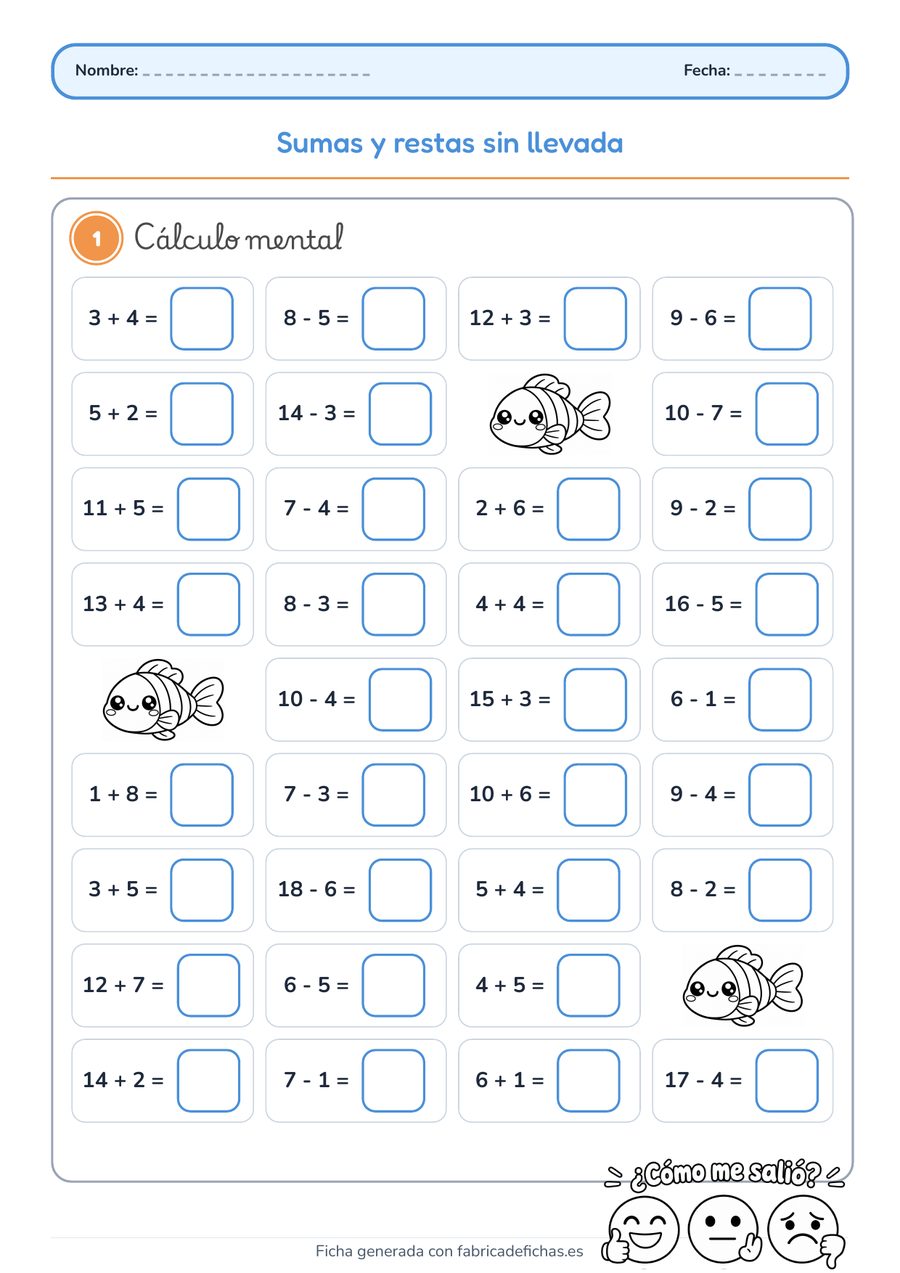 Nombre: Fecha:
Sumas y restas sin llevada
1 Cálculo mental
3 + 4 = 8 - 5 = 12 + 3 = 9 - 6 =
5 + 2 = 14 - 3 = 10 - 7 =
11 + 5 = 7 - 4 = 2 + 6 = 9 - 2 =
13 + 4 = 8 - 3 = 4 + 4 = 16 - 5 =
10 - 4 = 15 + 3 = 6 - 1 =
1 + 8 = 7 - 3 = 10 + 6 = 9 - 4 =
3 + 5 = 18 - 6 = 5 + 4 = 8 - 2 =
12 + 7 = 6 - 5 = 4 + 5 =
14 + 2 = 7 - 1 = 6 + 1 = 17 - 4 =
¿Cómo me salió?
Ficha generada con fabricadefichas.es